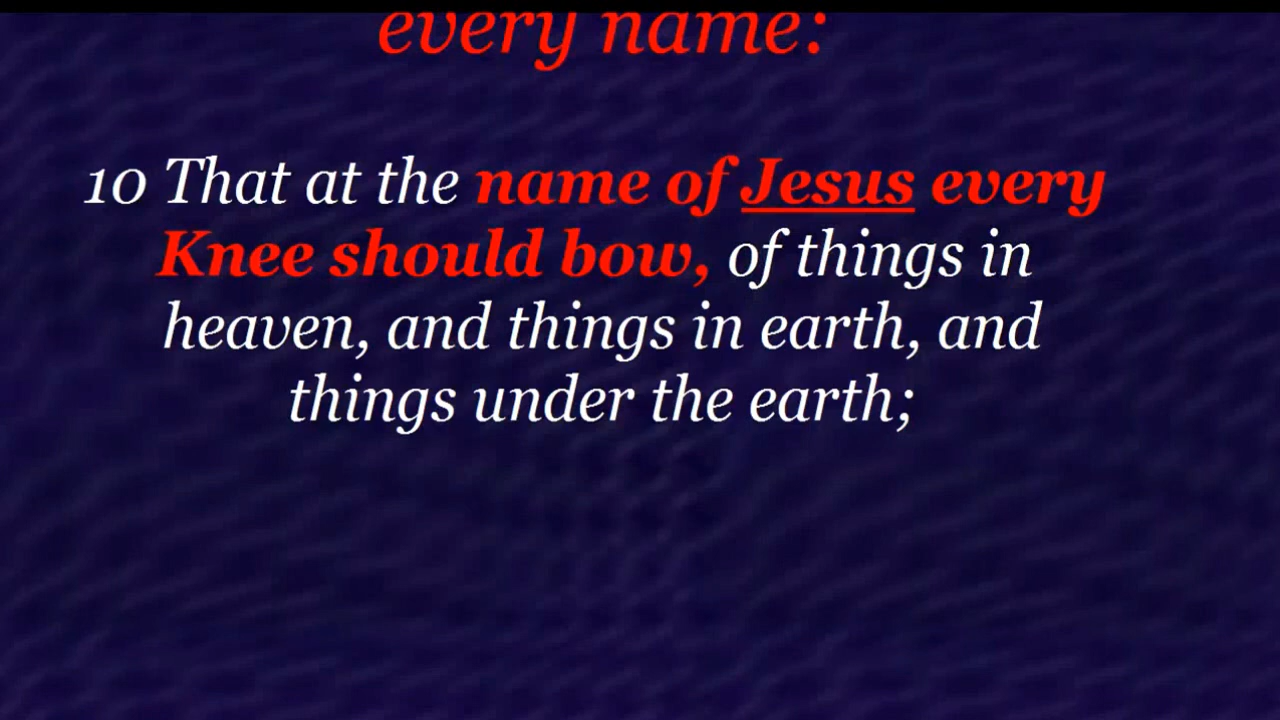 every name:
10 That at the name of Jesus every
Knee should bow, of things in
heaven, and things in earth, and
things under the earth;